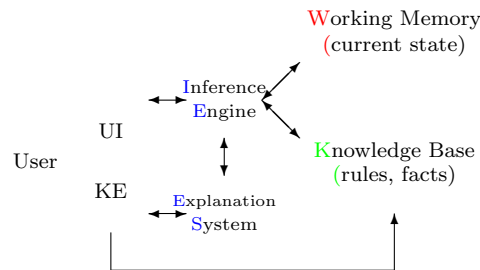 Working Memory
(current state)
Inference
Engine
UI
User
KE
Knowledge Base
(rules, facts)
Explanation
System